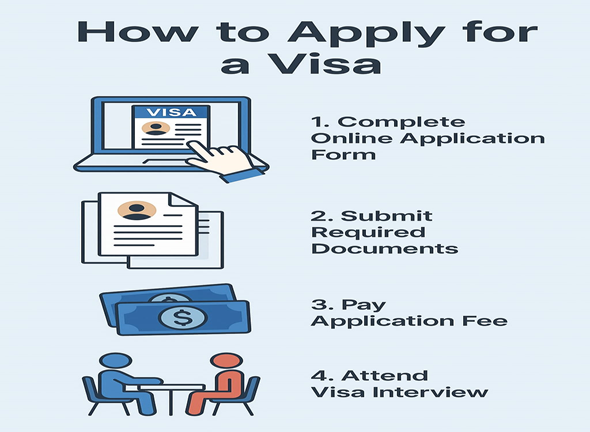 How to Apply for
a Visa
VISA
1. Complete
Online Application
Form
2. Submit
Required
Documents
$
3. Pay
Application Fee
4. Attend
Visa Interview